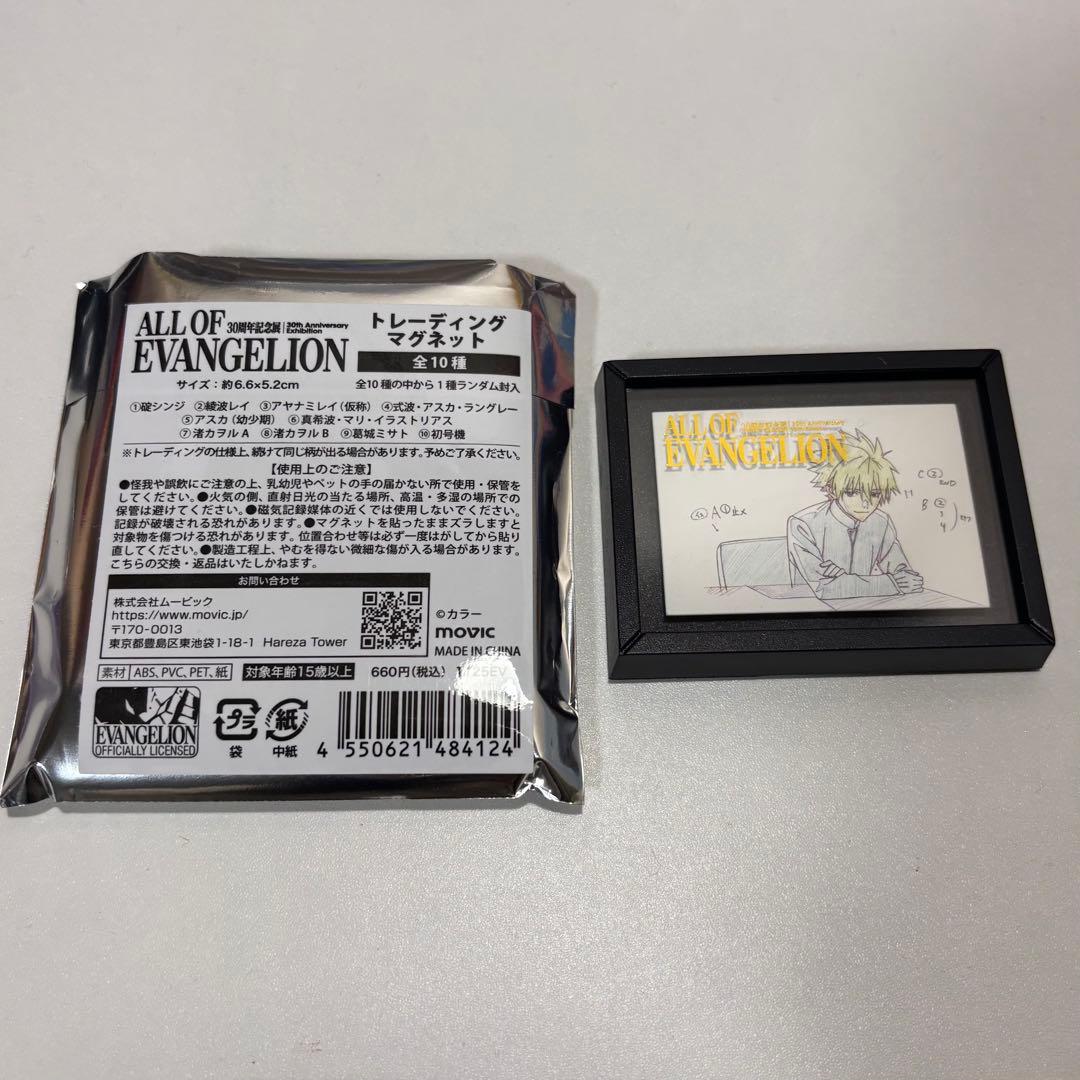 ALL OF
EVANGELION
30周年記念展
30th Anniversary
Exhibition
トレーディング
マグネット
全10種
サイズ：約6.6×5.2cm
全10種の中から1種ランダム封入
①碇シンジ ②綾波レイ ③アヤナミレイ(仮称) ④式波・アスカ・ラングレー
⑤アスカ(幼少期) ⑥真希波・マリ・イラストリアス
⑦渚カヲルA ⑧渚カヲルB ⑨葛城ミサト ⑩初号機
※トレーディングの仕様上、続けて同じ柄が出る場合があります。予めご了承ください。
【使用上のご注意】
●怪我や誤飲にご注意の上、乳幼児やペットの手の届かない所で使用・保管を
してください。●火気の側、直射日光の当たる場所、高温・多湿の場所での
保管は避けてください。●磁気記録媒体の近くでは使用しないでください。
記録が破壊される恐れがあります。●マグネットを貼ったままズラしますと
対象物を傷つける恐れがあります。位置合わせ等は必ず一度はがしてから貼り
直してください。●製造工程上、やむを得ない微細な傷が入る場合があります。
こちらの交換・返品はいたしかねます。
お問い合わせ
株式会社ムービック
https://www.movic.jp/
〒170-0013
東京都豊島区東池袋1-18-1 Hareza Tower
©カラー
movic
MADE IN CHINA
素材 ABS、PVC、PET、紙
対象年齢15歳以上
660円(税込)
25EV
EVANGELION
OFFICIALLY LICENSED
プラ
袋
紙
中紙
4 550621 484124
ALL OF
EVANGELION
30周年記念展
A①止メ
C②
B②
3
4